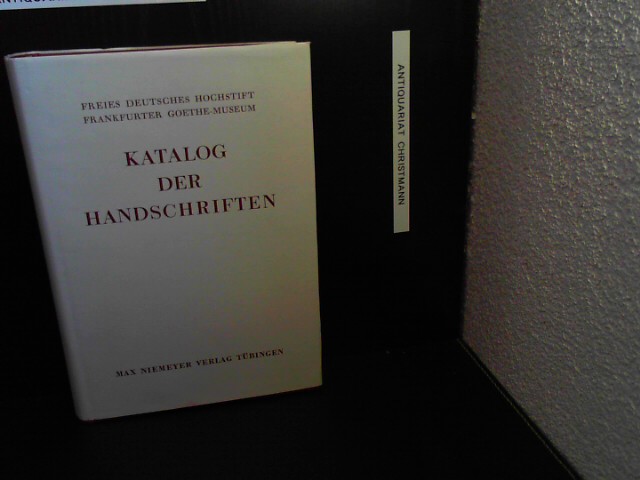 FREIES DEUTSCHES HOCHSTIFT
FRANKFURTER GOETHE-MUSEUM
KATALOG
DER
HANDSCHRIFTEN
MAX NIEMEYER VERLAG TÜBINGEN
ANTIQUARIAT CHRISTMANN